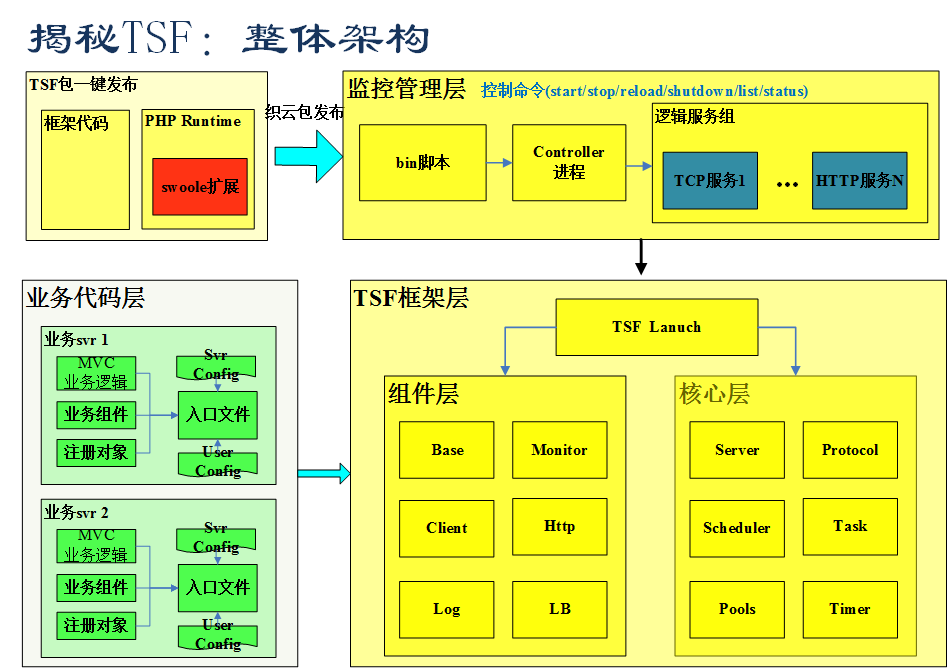 揭秘TSF：整体架构
TSF包一键发布
框架代码
PHP Runtime
swoole扩展
织云包发布
监控管理层 控制命令(start/stop/reload/shutdown/list/status)
bin脚本
Controller
进程
逻辑服务组
TCP服务1
...
HTTP服务N
业务代码层
业务svr 1
MVC
业务逻辑
业务组件
注册对象
Svr
Config
入口文件
User
Config
业务svr 2
MVC
业务逻辑
业务组件
注册对象
Svr
Config
入口文件
User
Config
TSF框架层
TSF Lanuch
组件层
Base
Monitor
Client
Http
Log
LB
核心层
Server
Protocol
Scheduler
Task
Pools
Timer